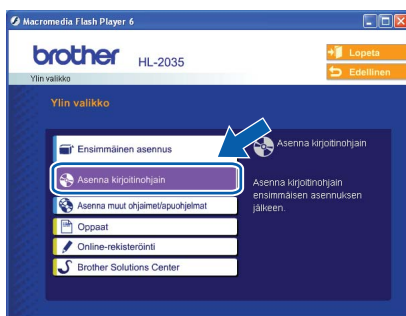 Macromedia Flash Player 6
brother HL-2035
Lopeta
Edellinen
Ylin valikko
Ylin valikko
Ensimmäinen asennus
Asenna kirjoitinohjain
Asenna muut ohjaimet/apuohjelmat
Oppaat
Online-rekisteröinti
Brother Solutions Center
Asenna kirjoitinohjain
Asenna kirjoitinohjain
ensimmäisen asennuksen
jälkeen.